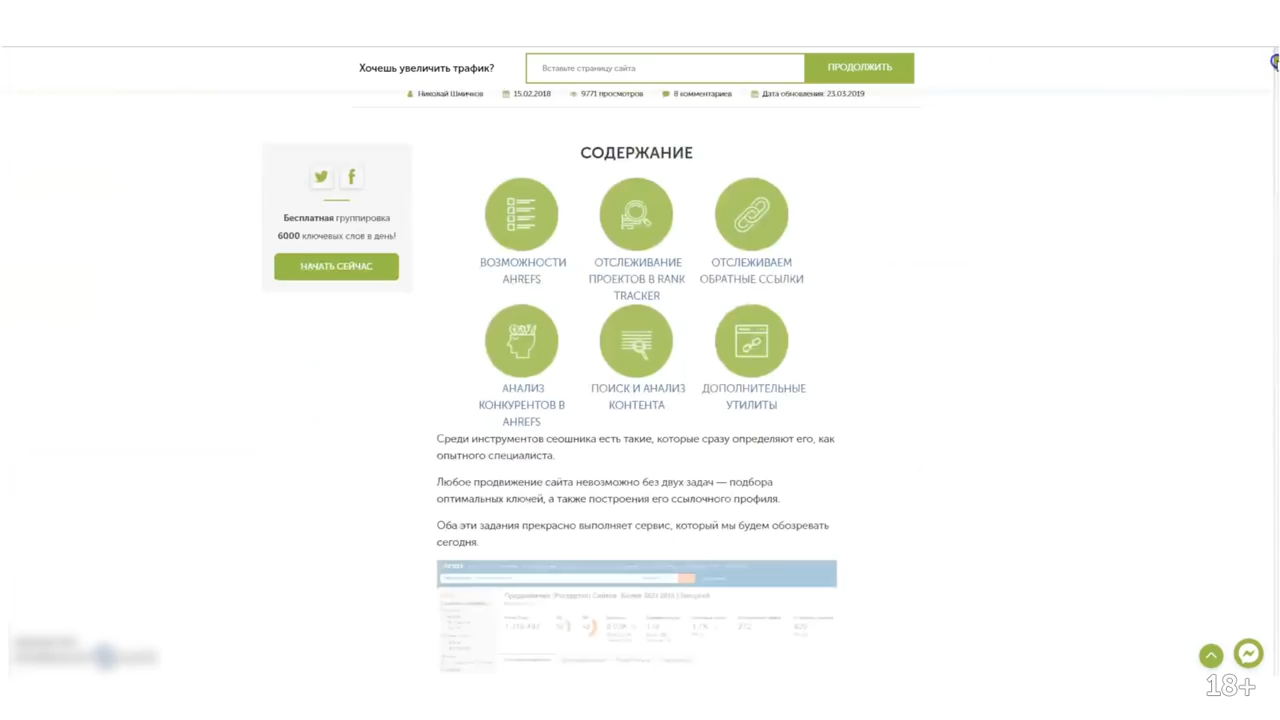 Хочешь увеличить трафик?
Вставьте страницу сайта
ПРОДОЛЖИТЬ
Николай Шмичков
15.02.2018
9771 просмотров
8 комментариев
Дата обновления: 23.03.2019
СОДЕРЖАНИЕ
Бесплатная группировка
6000 ключевых слов в день!
НАЧАТЬ СЕЙЧАС
ВОЗМОЖНОСТИ
AHREFS
ОТСЛЕЖИВАНИЕ
ПРОЕКТОВ В RANK
TRACKER
ОТСЛЕЖИВАЕМ
ОБРАТНЫЕ ССЫЛКИ
АНАЛИЗ
КОНКУРЕНТОВ В
AHREFS
ПОИСК И АНАЛИЗ
КОНТЕНТА
ДОПОЛНИТЕЛЬНЫЕ
УТИЛИТЫ
Среди инструментов сеошника есть такие, которые сразу определяют его, как
опытного специалиста.
Любое продвижение сайта невозможно без двух задач — подбора
оптимальных ключей, а также построения его ссылочного профиля.
Оба эти задания прекрасно выполняет сервис, который мы будем обозревать
сегодня.
18+